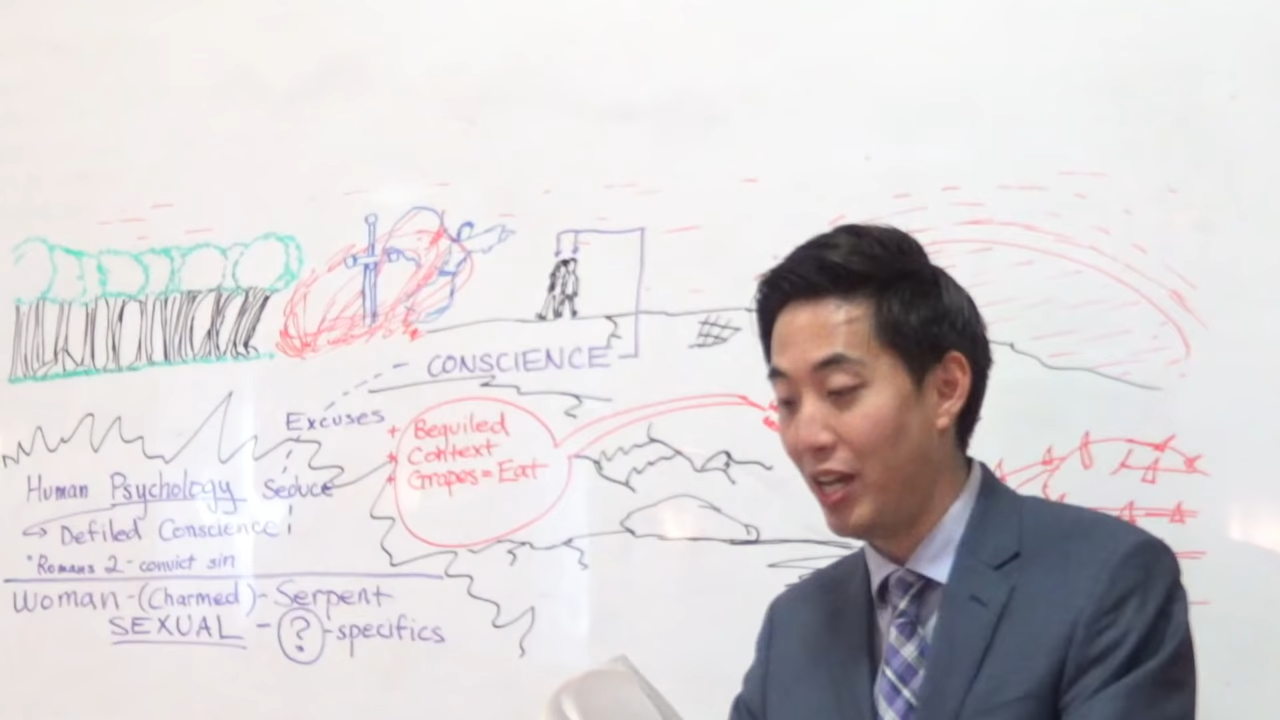 - CONSCIENCE
Excuses
+ Bequiled
+ Context
+ Grapes = Eat
Human Psychology Seduce
↳ Defiled Conscience
*Romans 2 - convict sin
Woman - (Charmed) - Serpent
SEXUAL - ? - specifics